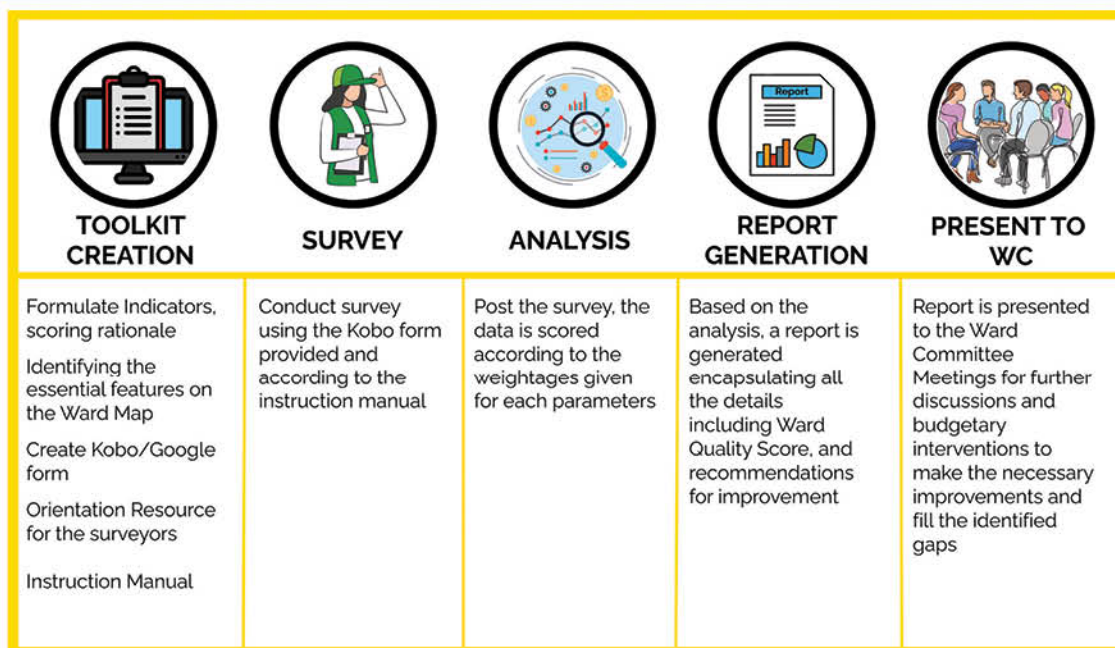 Report
TOOLKIT
CREATION
SURVEY
ANALYSIS
REPORT
GENERATION
PRESENT TO
WC
Formulate Indicators,
scoring rationale
Identifying the
essential features on
the Ward Map
Create Kobo/Google
form
Orientation Resource
for the surveyors
Instruction Manual
Conduct survey
using the Kobo form
provided and
according to the
instruction manual
Post the survey, the
data is scored
according to the
weightages given
for each parameters
Based on the
analysis, a report is
generated
encapsulating all
the details
including Ward
Quality Score, and
recommendations
for improvement
Report is presented
to the Ward
Committee
Meetings for further
discussions and
budgetary
interventions to
make the necessary
improvements and
fill the identified
gaps